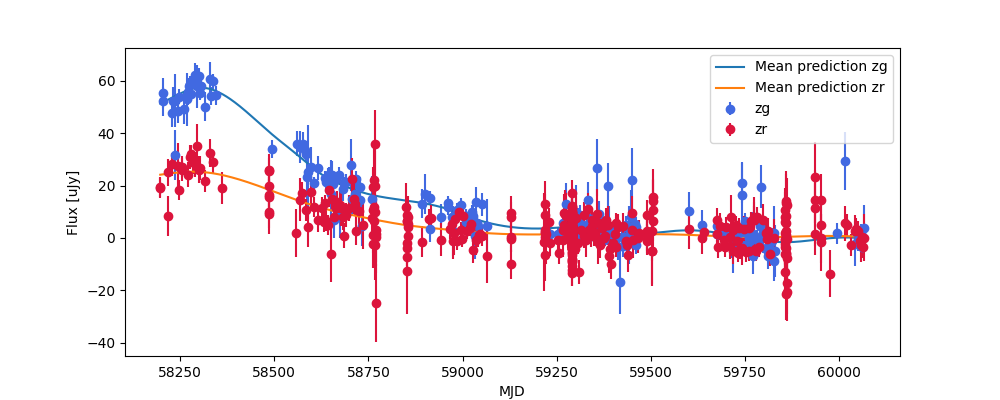 60
40
20
0
−20
−40
Flux [uJy]
58250
58500
58750
59000
59250
59500
59750
60000
MJD
Mean prediction zg
Mean prediction zr
zg
zr